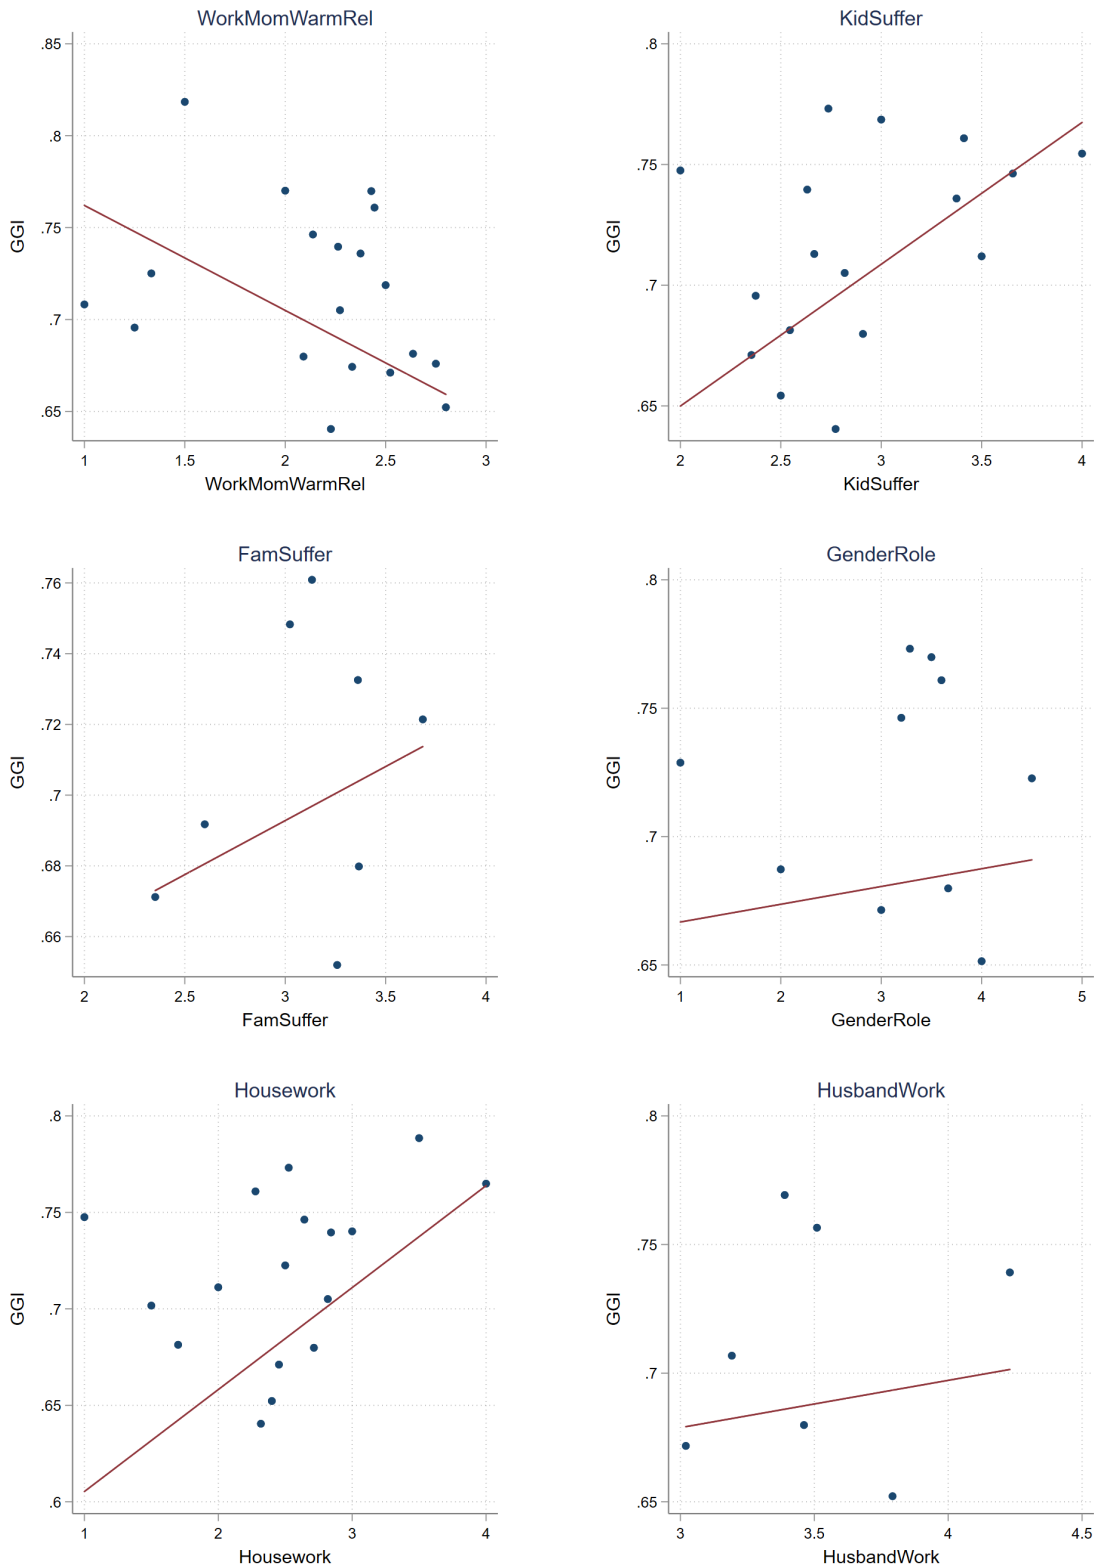 WorkMomWarmRel
.85
.8
.75
.7
.65
GGI
1 1.5 2 2.5 3
WorkMomWarmRel
KidSuffer
.8
.75
.7
.65
GGI
2 2.5 3 3.5 4
KidSuffer
FamSuffer
.76
.74
.72
.7
.68
.66
GGI
2 2.5 3 3.5 4
FamSuffer
GenderRole
.8
.75
.7
.65
GGI
1 2 3 4 5
GenderRole
Housework
.8
.75
.7
.65
.6
GGI
1 2 3 4
Housework
HusbandWork
.8
.75
.7
.65
GGI
3 3.5 4 4.5
HusbandWork